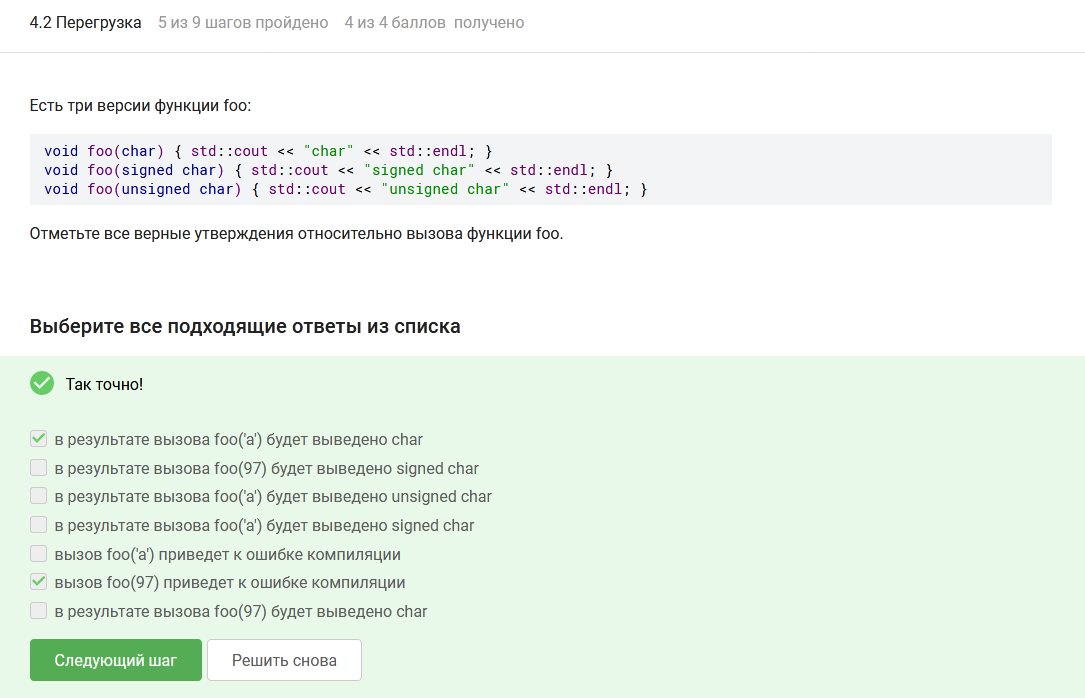 4.2 Перегрузка 5 из 9 шагов пройдено 4 из 4 баллов получено
Есть три версии функции foo:
void foo(char) { std::cout << "char" << std::endl; }
void foo(signed char) { std::cout << "signed char" << std::endl; }
void foo(unsigned char) { std::cout << "unsigned char" << std::endl; }
Отметьте все верные утверждения относительно вызова функции foo.
Выберите все подходящие ответы из списка
Так точно!
в результате вызова foo('a') будет выведено char
в результате вызова foo(97) будет выведено signed char
в результате вызова foo('a') будет выведено unsigned char
в результате вызова foo('a') будет выведено signed char
вызов foo('a') приведет к ошибке компиляции
вызов foo(97) приведет к ошибке компиляции
в результате вызова foo(97) будет выведено char
Следующий шаг Решить снова